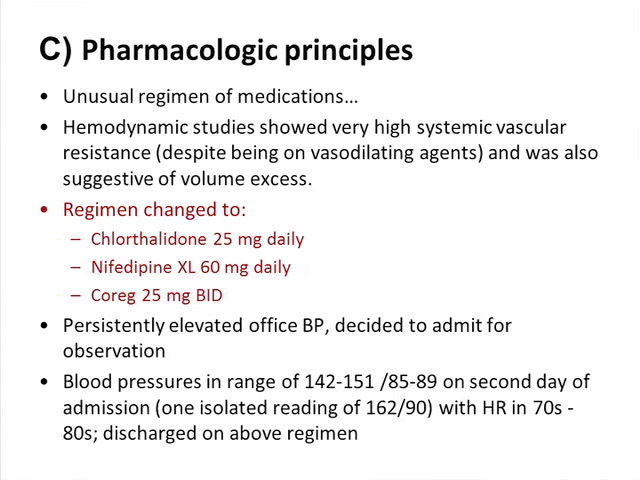 C) Pharmacologic principles
• Unusual regimen of medications...
• Hemodynamic studies showed very high systemic vascular
resistance (despite being on vasodilating agents) and was also
suggestive of volume excess.
• Regimen changed to:
– Chlorthalidone 25 mg daily
– Nifedipine XL 60 mg daily
– Coreg 25 mg BID
• Persistently elevated office BP, decided to admit for
observation
• Blood pressures in range of 142-151 /85-89 on second day of
admission (one isolated reading of 162/90) with HR in 70s -
80s; discharged on above regimen